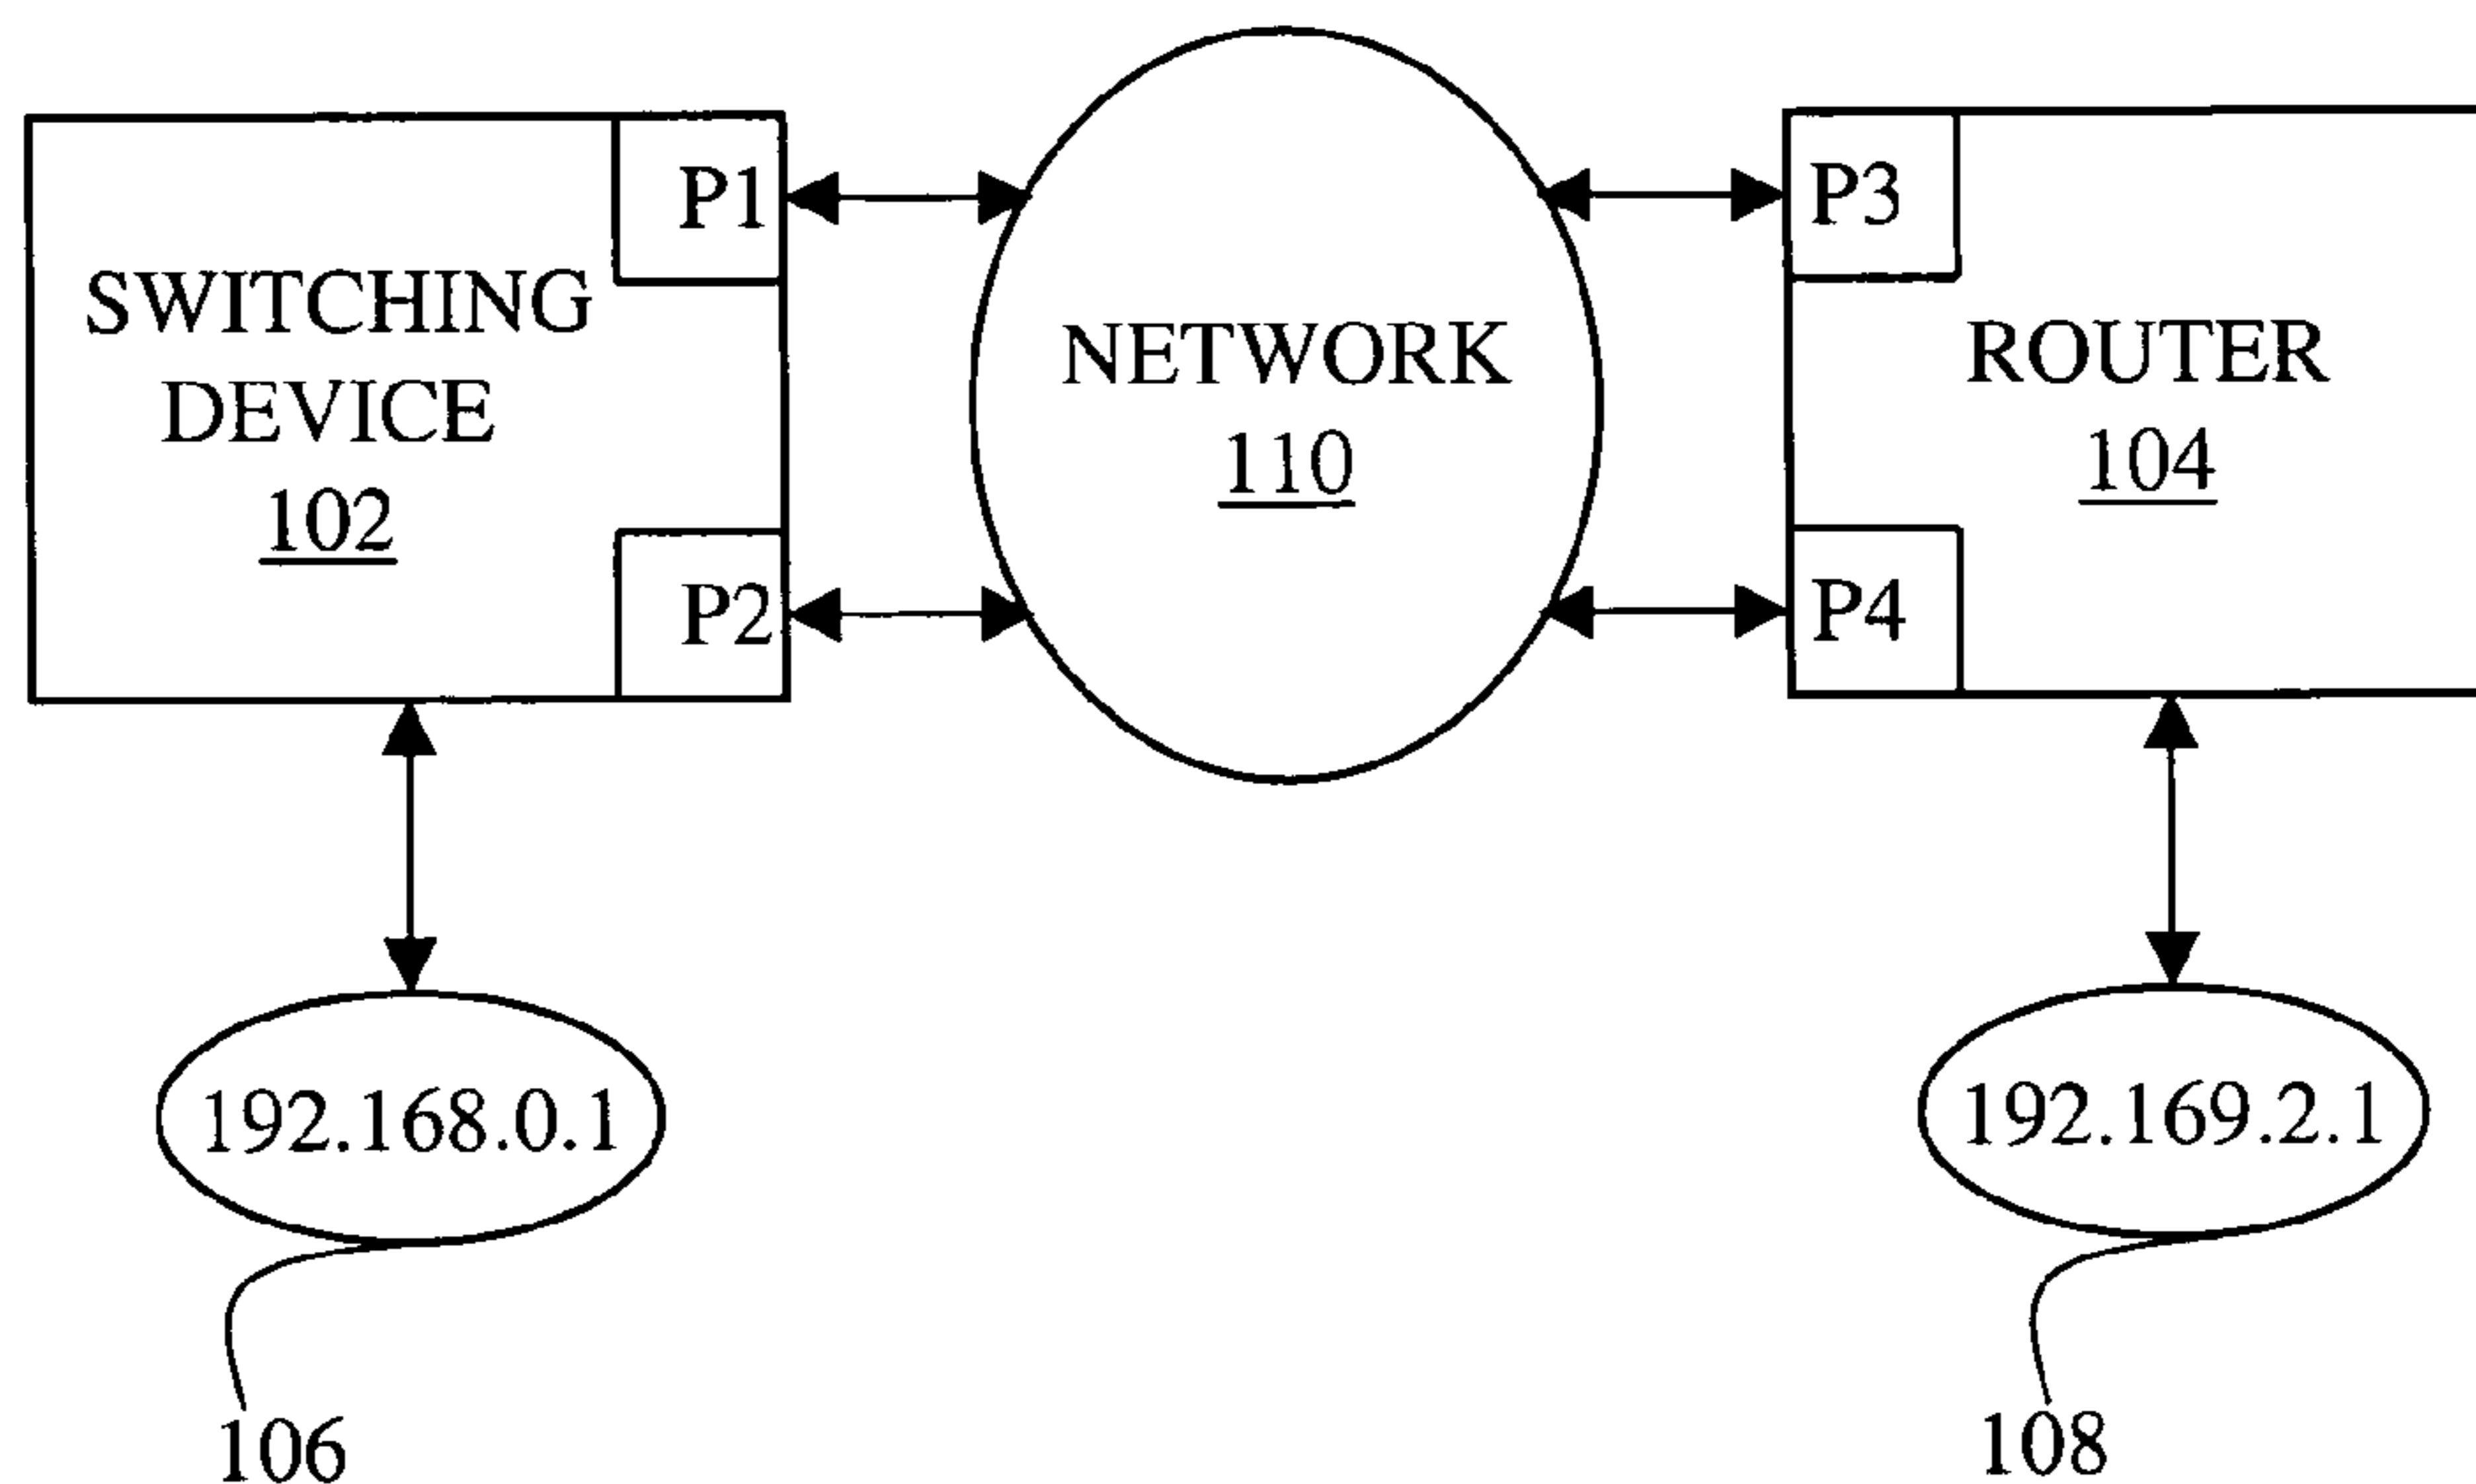 P1
SWITCHING
DEVICE
102
P2
NETWORK
110
P3
ROUTER
104
P4
192.168.0.1
192.169.2.1
106
108